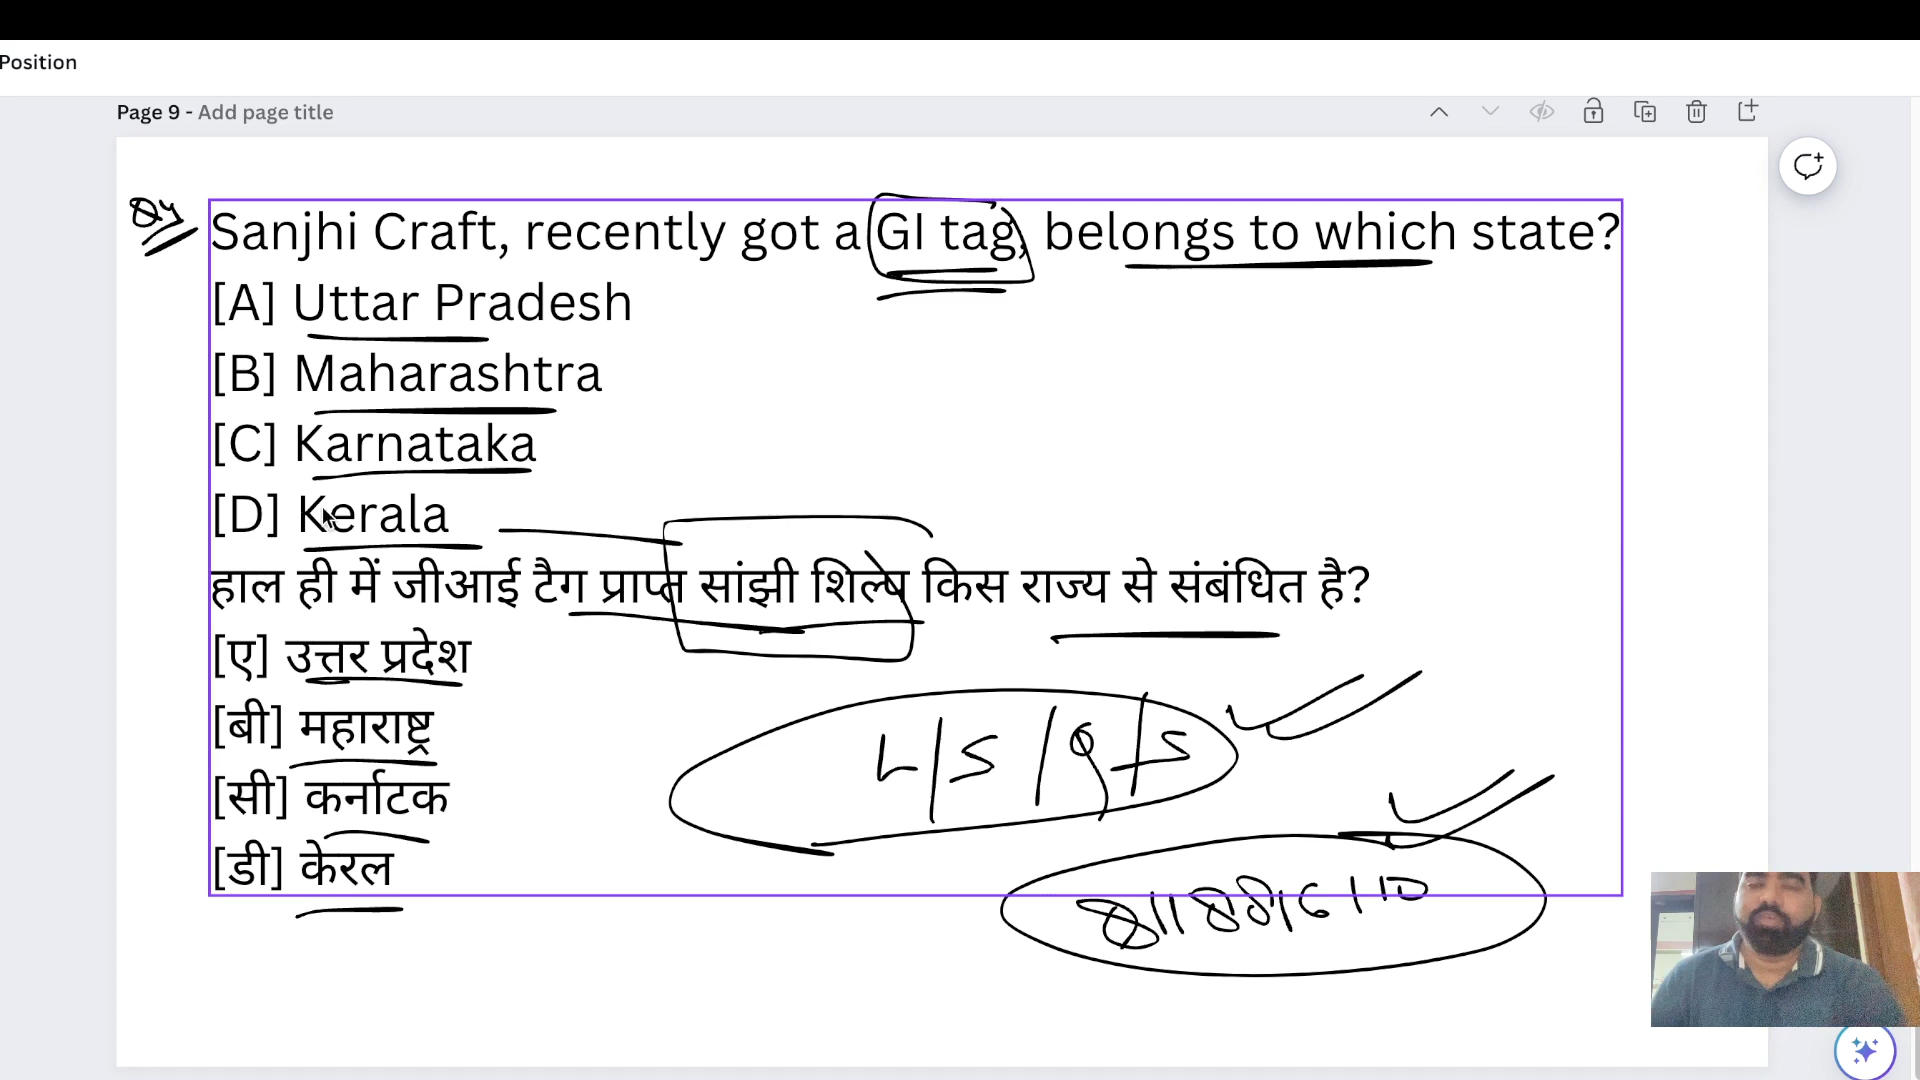 Position
Page 9 - Add page title
Sanjhi Craft, recently got a GI tag, belongs to which state?
[A] Uttar Pradesh
[B] Maharashtra
[C] Karnataka
[D] Kerala
हाल ही में जीआई टैग प्राप्त सांझी शिल्प किस राज्य से संबंधित है?
[ए] उत्तर प्रदेश
[बी] महाराष्ट्र
[सी] कर्नाटक
[डी] केरल
L/S/Q/S